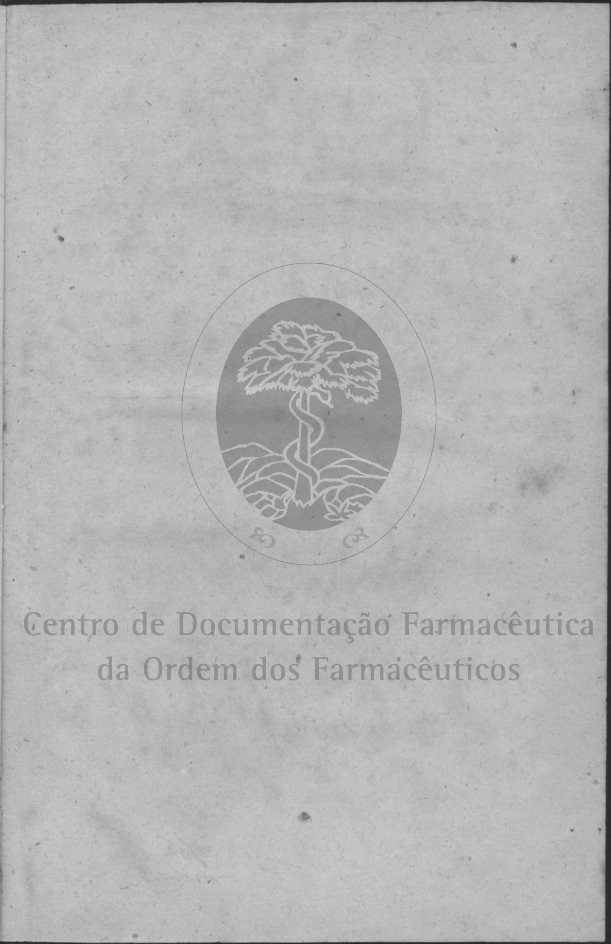 Centro de Documentação Farmacêutica
da Ordem dos Farmacêuticos